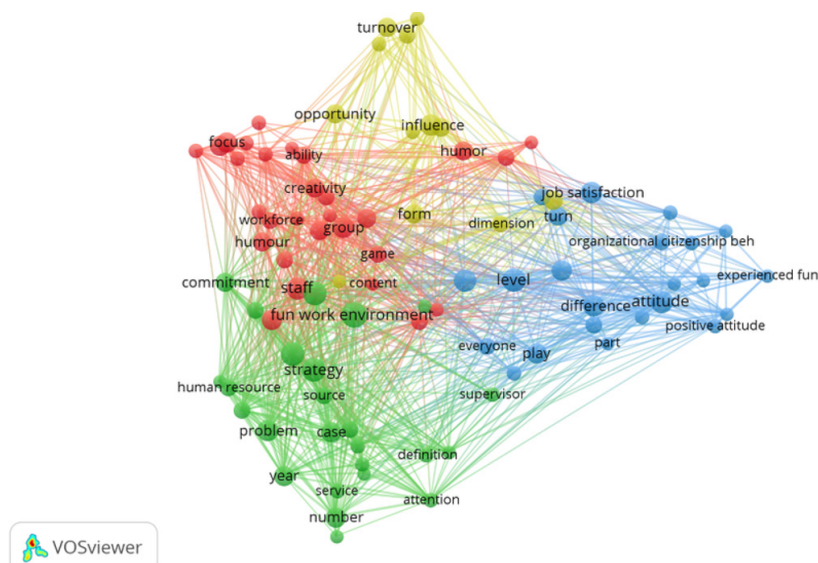 turnover
opportunity
influence
focus
ability
humor
creativity
job satisfaction
workforce
group
form
dimension
turn
humour
organizational citizenship beh
game
commitment
staff
content
level
experienced fun
fun work environment
difference
attitude
positive attitude
everyone
play
part
strategy
human resource
source
supervisor
problem
case
definition
year
service
attention
number
VOSviewer